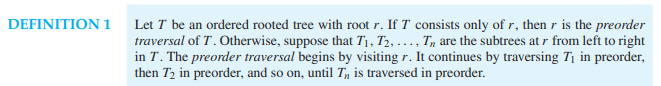 DEFINITION 1 Let T be an ordered rooted tree with root r. If T consists only of r, then r is the preorder
traversal of T. Otherwise, suppose that T₁, T₂, . . . , Tₙ are the subtrees at r from left to right
in T. The preorder traversal begins by visiting r. It continues by traversing T₁ in preorder,
then T₂ in preorder, and so on, until Tₙ is traversed in preorder.